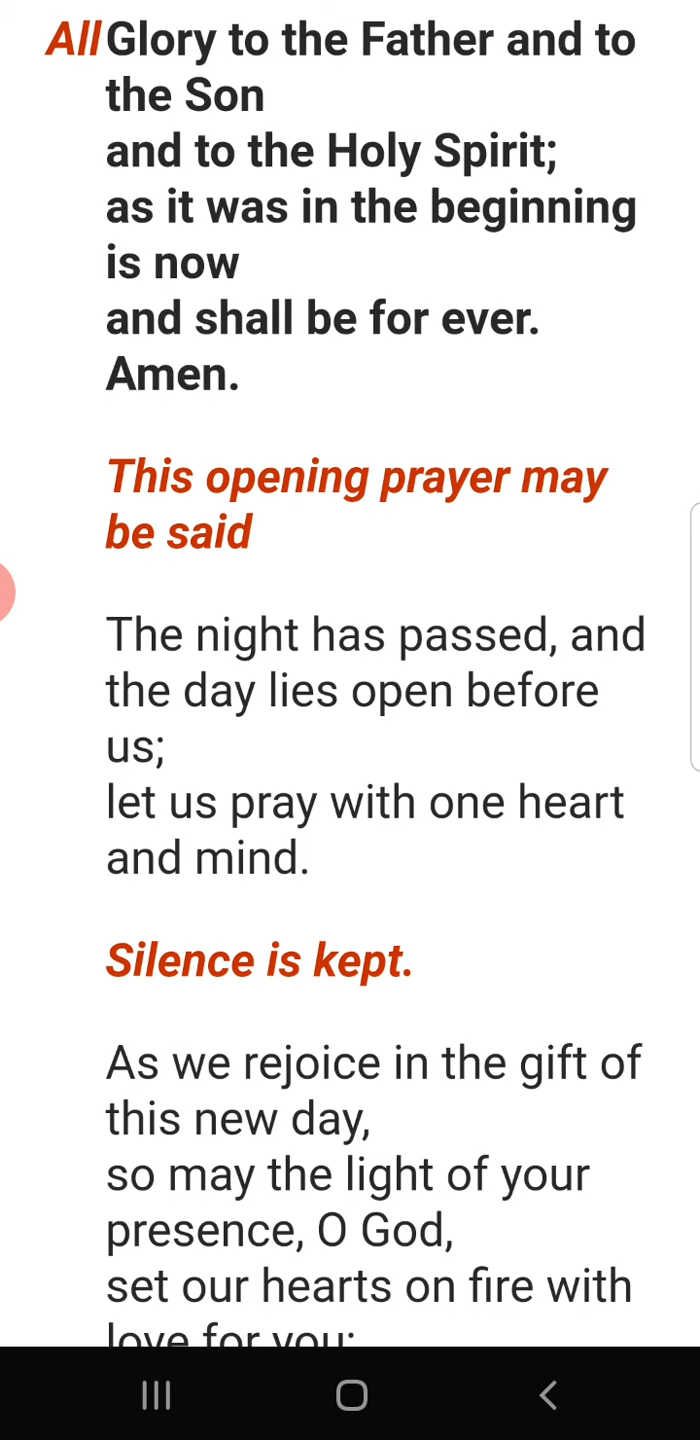 All Glory to the Father and to
the Son
and to the Holy Spirit;
as it was in the beginning
is now
and shall be for ever.
Amen.
This opening prayer may
be said
The night has passed, and
the day lies open before
us;
let us pray with one heart
and mind.
Silence is kept.
As we rejoice in the gift of
this new day,
so may the light of your
presence, O God,
set our hearts on fire with
love for you;